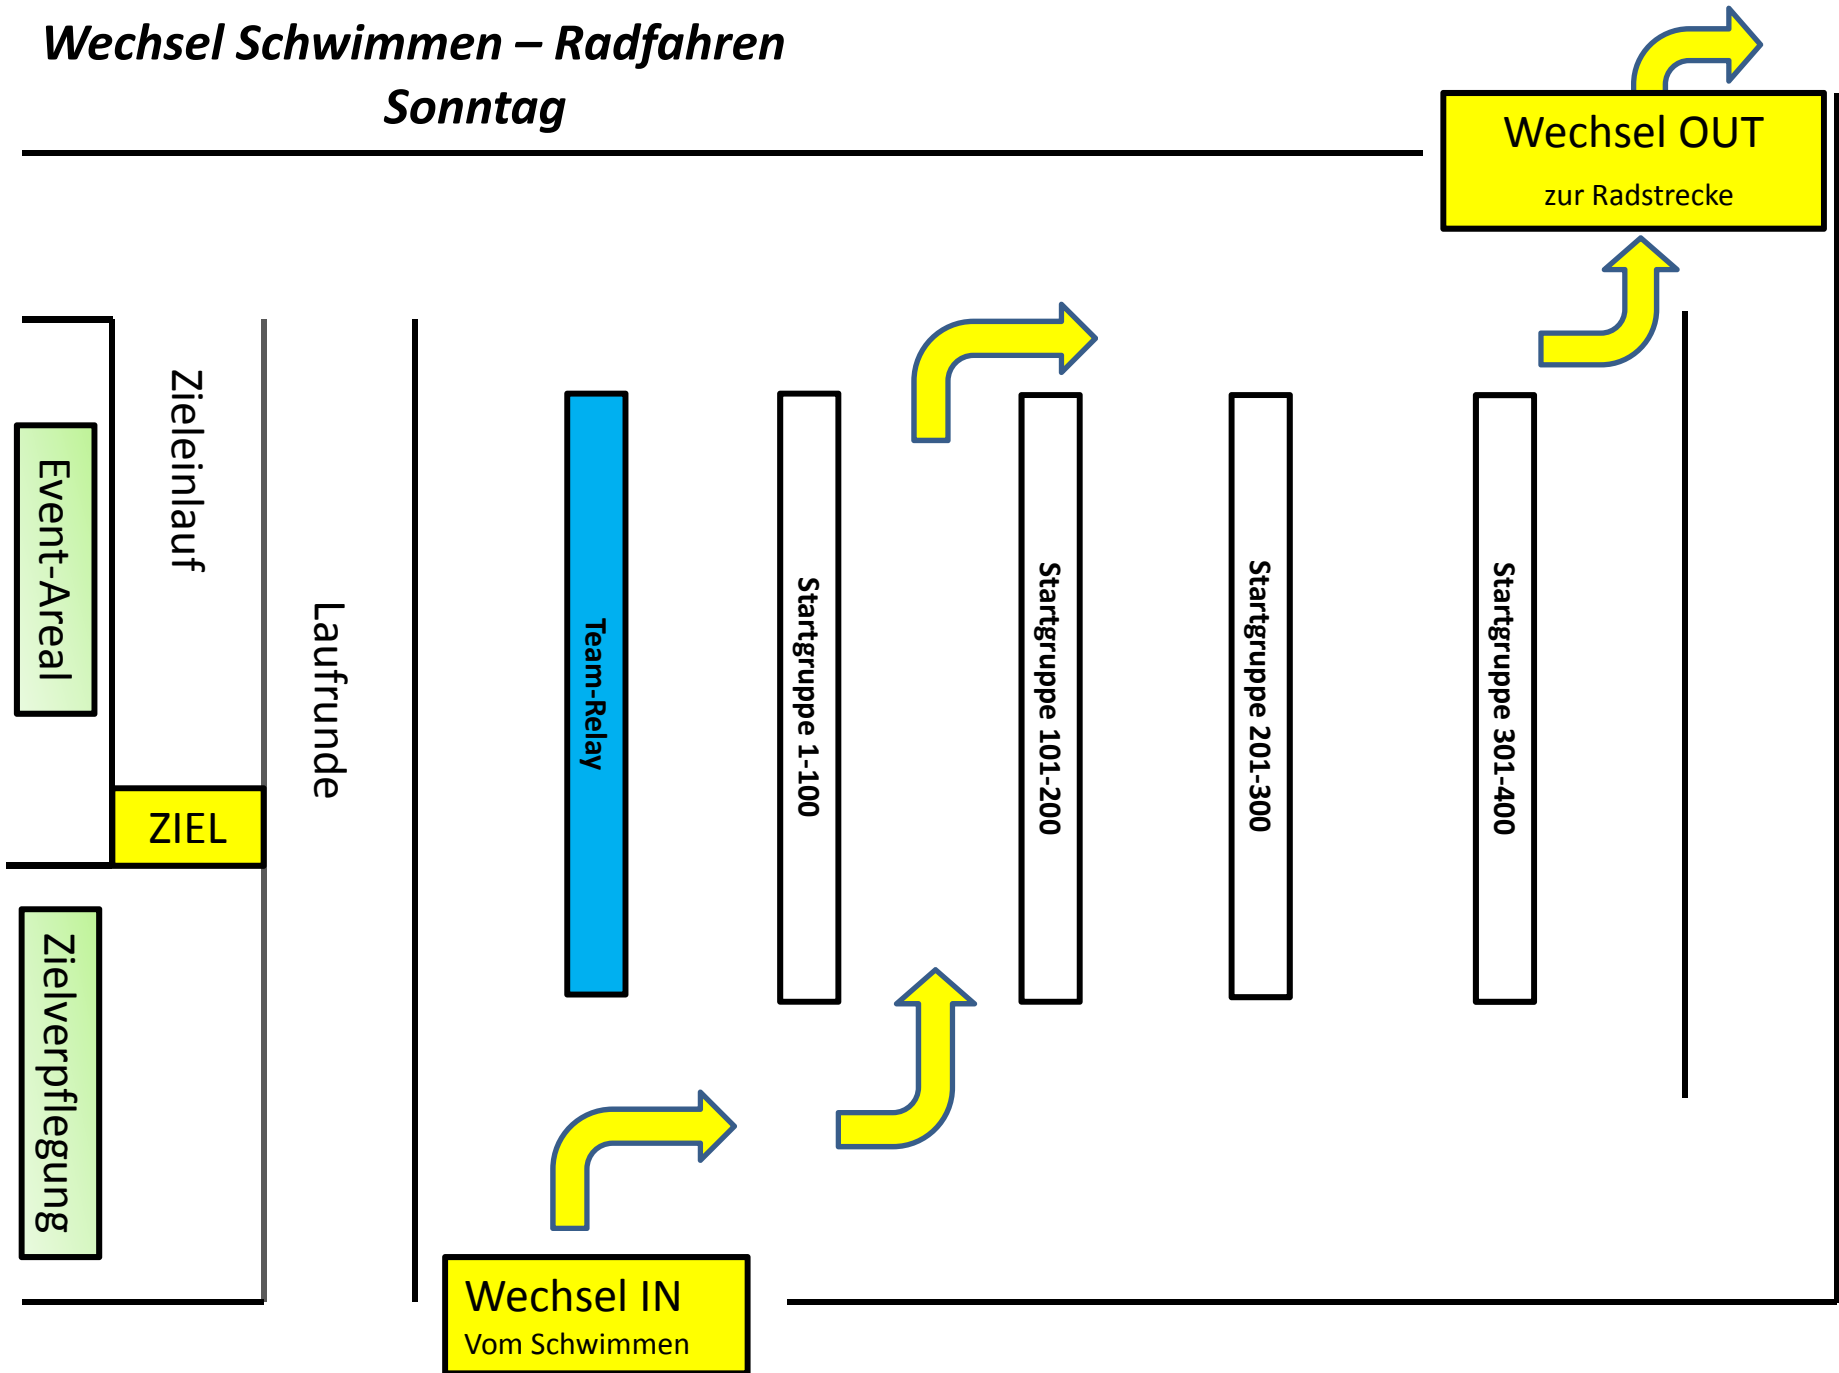 Wechsel Schwimmen – Radfahren
Sonntag
Wechsel OUT
zur Radstrecke
Event-Areal
Zieleinlauf
Laufrunde
ZIEL
Zielverpflegung
Team-Relay
Startgruppe 1-100
Startgruppe 101-200
Startgruppe 201-300
Startgruppe 301-400
Wechsel IN
Vom Schwimmen